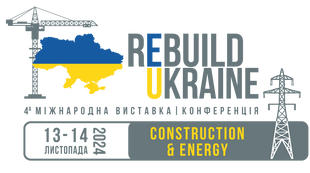 REBUILD
UKRAINE
4а МІЖНАРОДНА ВИСТАВКА | КОНФЕРЕНЦІЯ
13-14
ЛИСТОПАДА
2024
CONSTRUCTION
& ENERGY